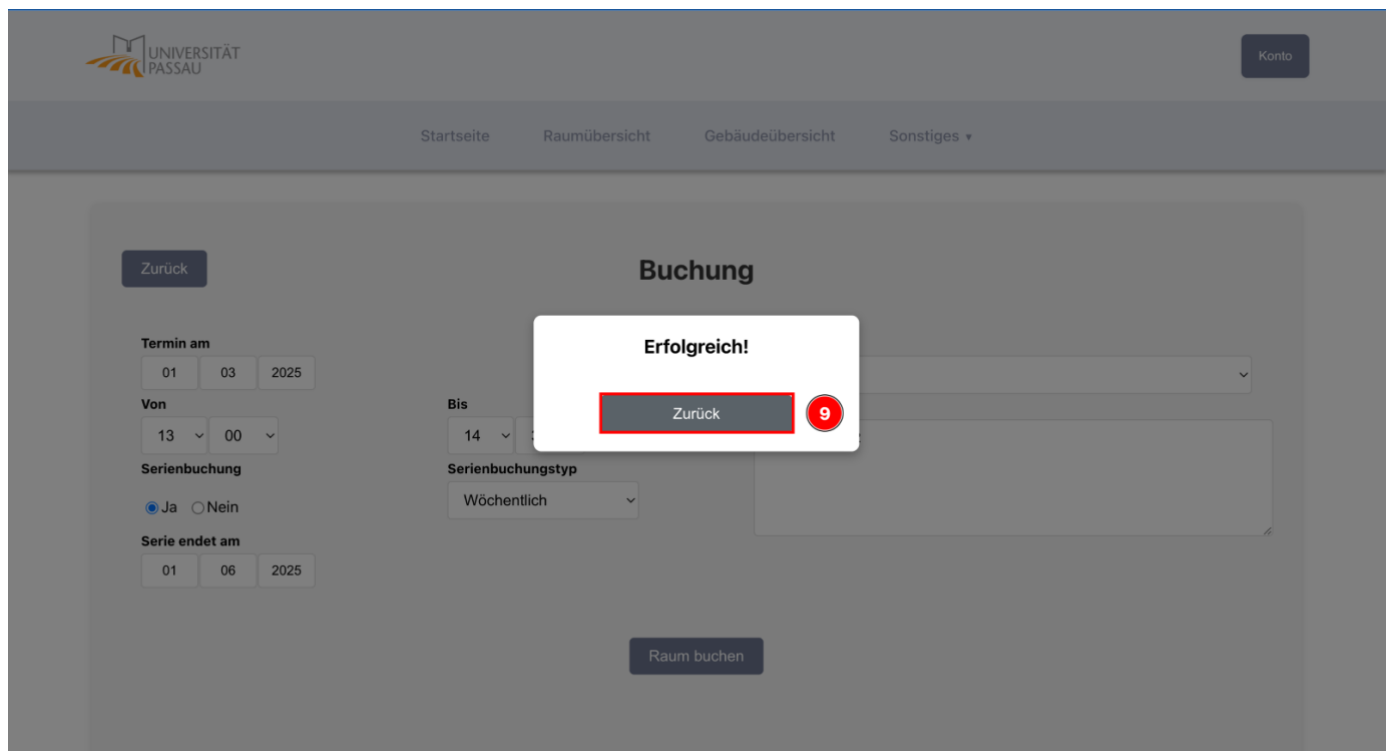 UNIVERSITÄT
PASSAU
Konto
Startseite Raumübersicht Gebäudeübersicht Sonstiges ▾
Zurück
Buchung
Erfolgreich!
Zurück 9
Termin am
01 03 2025
Von Bis
13 00 14
Serienbuchung Serienbuchungstyp
Ja Nein Wöchentlich
Serie endet am
01 06 2025
Raum buchen